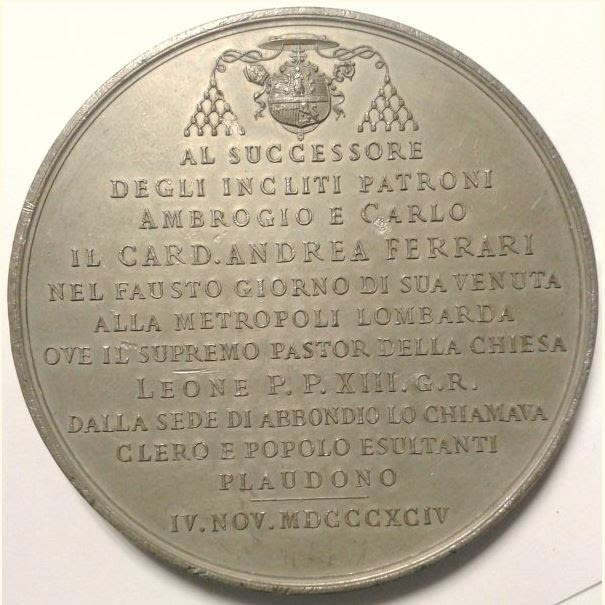 AL SUCCESSORE
DEGLI INCLITI PATRONI
AMBROGIO E CARLO
IL CARD. ANDREA FERRARI
NEL FAUSTO GIORNO DI SUA VENUTA
ALLA METROPOLI LOMBARDA
OVE IL SUPREMO PASTOR DELLA CHIESA
LEONE P. P. XIII. G. R.
DALLA SEDE DI ABBONDIO LO CHIAMAVA
CLERO E POPOLO ESULTANTI
PLAUDONO
IV. NOV. MDCCCXCIV